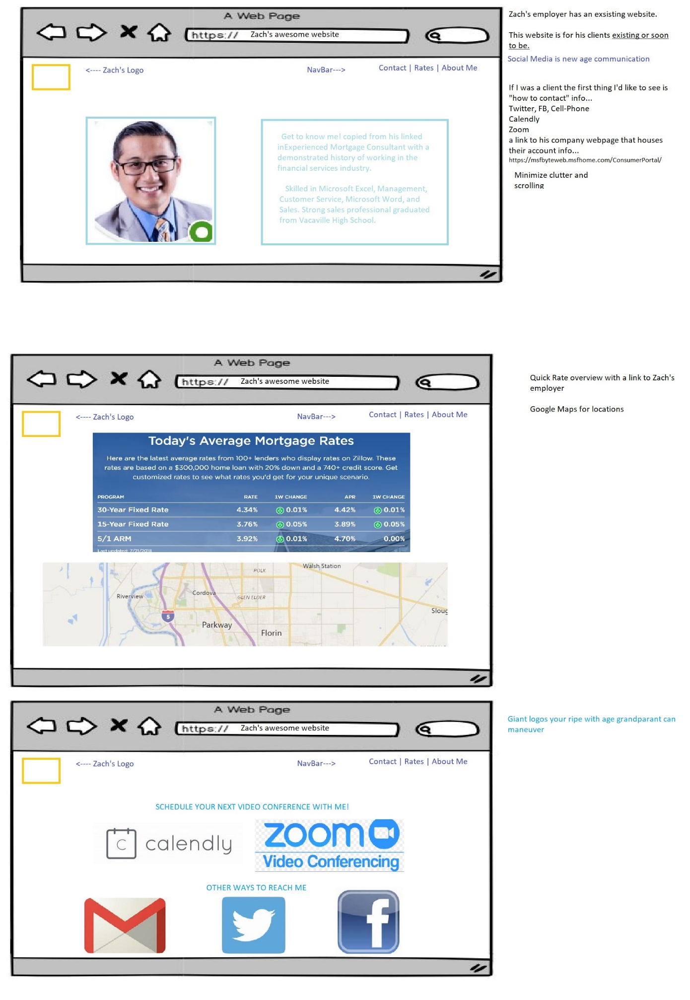 A Web Page
https:// Zach's awesome website
<---- Zach's Logo
NavBar--->
Contact | Rates | About Me
Get to know me! copied from his linked
inExperienced Mortgage Consultant with a
demonstrated history of working in the
financial services industry.
Skilled in Microsoft Excel, Management,
Customer Service, Microsoft Word, and
Sales. Strong sales professional graduated
from Vacaville High School.
Zach's employer has an exsisting website.
This website is for his clients existing or soon
to be.
Social Media is new age communication
If I was a client the first thing I'd like to see is
"how to contact" info...
Twitter, FB, Cell-Phone
Calendly
Zoom
a link to his company webpage that houses
their account info...
https://msfbyteweb.msfhome.com/ConsumerPortal/
Minimize clutter and
scrolling
A Web Page
https:// Zach's awesome website
<---- Zach's Logo
NavBar--->
Contact | Rates | About Me
Today's Average Mortgage Rates
Here are the latest average rates from 100+ lenders who display rates on Zillow. These
rates are based on a $300,000 home loan with 20% down and a 740+ credit score. Get
customized rates to see what rates you'd get for your unique scenario.
PROGRAM RATE 1W CHANGE APR 1W CHANGE
30-Year Fixed Rate 4.34% 0.01% 4.42% 0.01%
15-Year Fixed Rate 3.76% 0.05% 3.89% 0.05%
5/1 ARM 3.92% 0.01% 4.70% 0.00%
Last updated: 7/21/2018
Walsh Station
POLK
Riverview
Cordova
GLEN ELDER
5
Sloug
Parkway
Florin
Quick Rate overview with a link to Zach's
employer
Google Maps for locations
A Web Page
https:// Zach's awesome website
<---- Zach's Logo
NavBar--->
Contact | Rates | About Me
SCHEDULE YOUR NEXT VIDEO CONFERENCE WITH ME!
C calendly
zoom
Video Conferencing
OTHER WAYS TO REACH ME
f
Giant logos your ripe with age grandparant can
maneuver